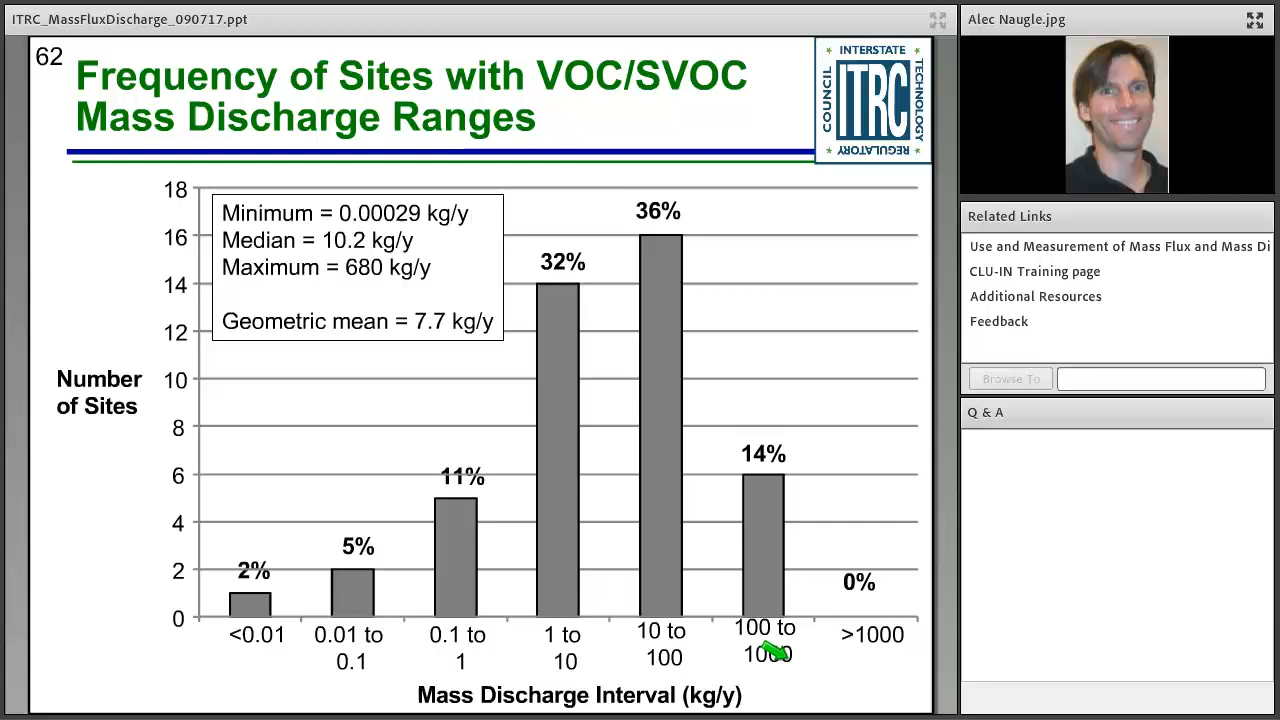 ITRC_MassFluxDischarge_090717.ppt
62
Frequency of Sites with VOC/SVOC
Mass Discharge Ranges
INTERSTATE
TECHNOLOGY
REGULATORY
COUNCIL
ITRC
18
16
14
12
10
8
6
4
2
0
Number
of Sites
Minimum = 0.00029 kg/y
Median = 10.2 kg/y
Maximum = 680 kg/y
Geometric mean = 7.7 kg/y
2%
5%
11%
32%
36%
14%
0%
<0.01
0.01 to
0.1
0.1 to
1
1 to
10
10 to
100
100 to
1000
>1000
Mass Discharge Interval (kg/y)
Alec Naugle.jpg
Related Links
Use and Measurement of Mass Flux and Mass Di
CLU-IN Training page
Additional Resources
Feedback
Browse To
Q & A